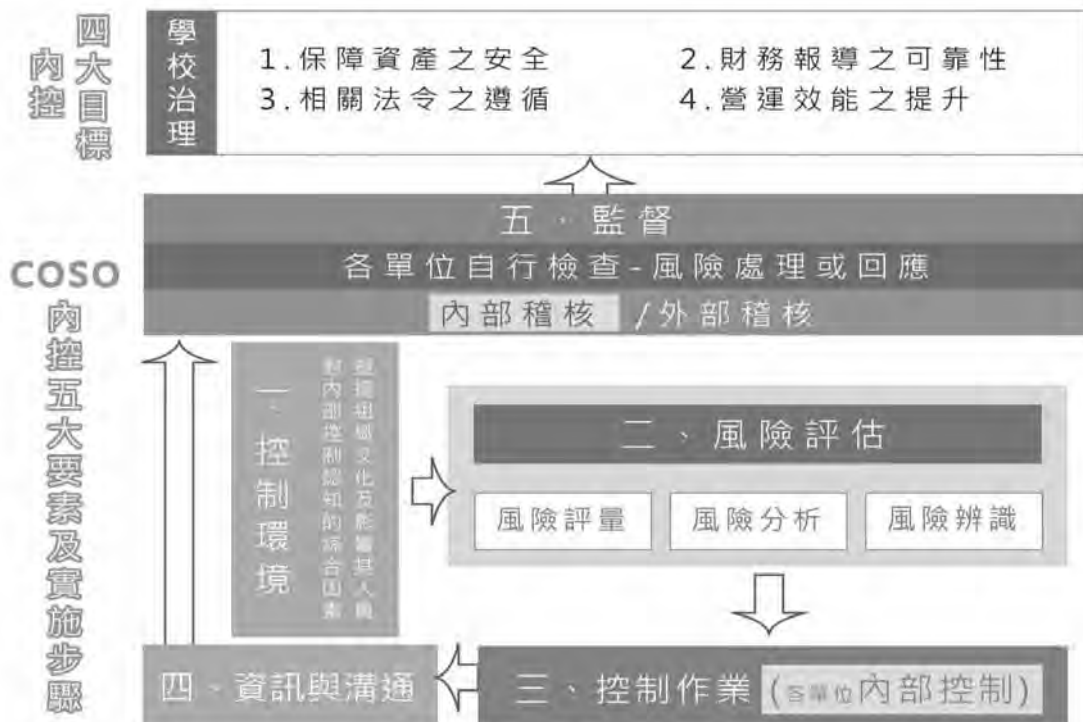 四大目標
內控
學校治理
1.保障資產之安全
2.財務報導之可靠性
3.相關法令之遵循
4.營運效能之提升
五、監督
各單位自行檢查-風險處理或回應
內部稽核 /外部稽核
COSO
內控五大要素及實施步驟
一、控制環境
組織文化及影響其人員
對內部控制認知的綜合因素
二、風險評估
風險評量
風險分析
風險辨識
三、控制作業(各單位內部控制)
四、資訊與溝通